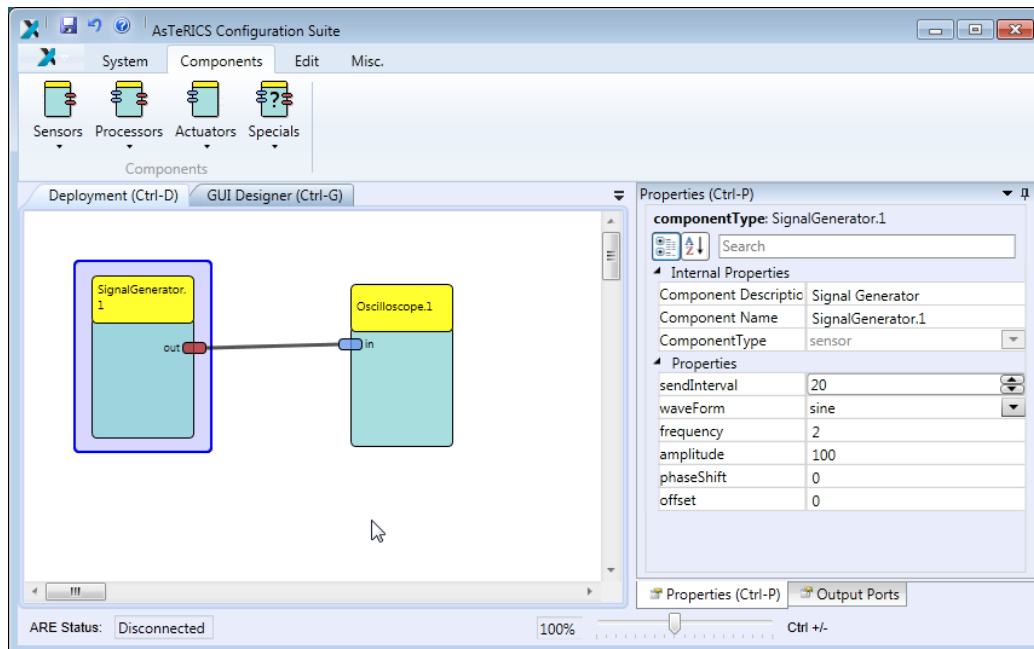 AsTeRICS Configuration Suite
System Components Edit Misc.
Sensors Processors Actuators Specials
Components
Deployment (Ctrl-D) GUI Designer (Ctrl-G)
Properties (Ctrl-P)
componentType: SignalGenerator.1
Search
Internal Properties
Component Descriptio Signal Generator
Component Name SignalGenerator.1
ComponentType sensor
Properties
sendInterval 20
waveForm sine
frequency 2
amplitude 100
phaseShift 0
offset 0
SignalGenerator.
1
out
Oscilloscope.1
in
Properties (Ctrl-P) Output Ports
ARE Status: Disconnected 100% Ctrl +/-